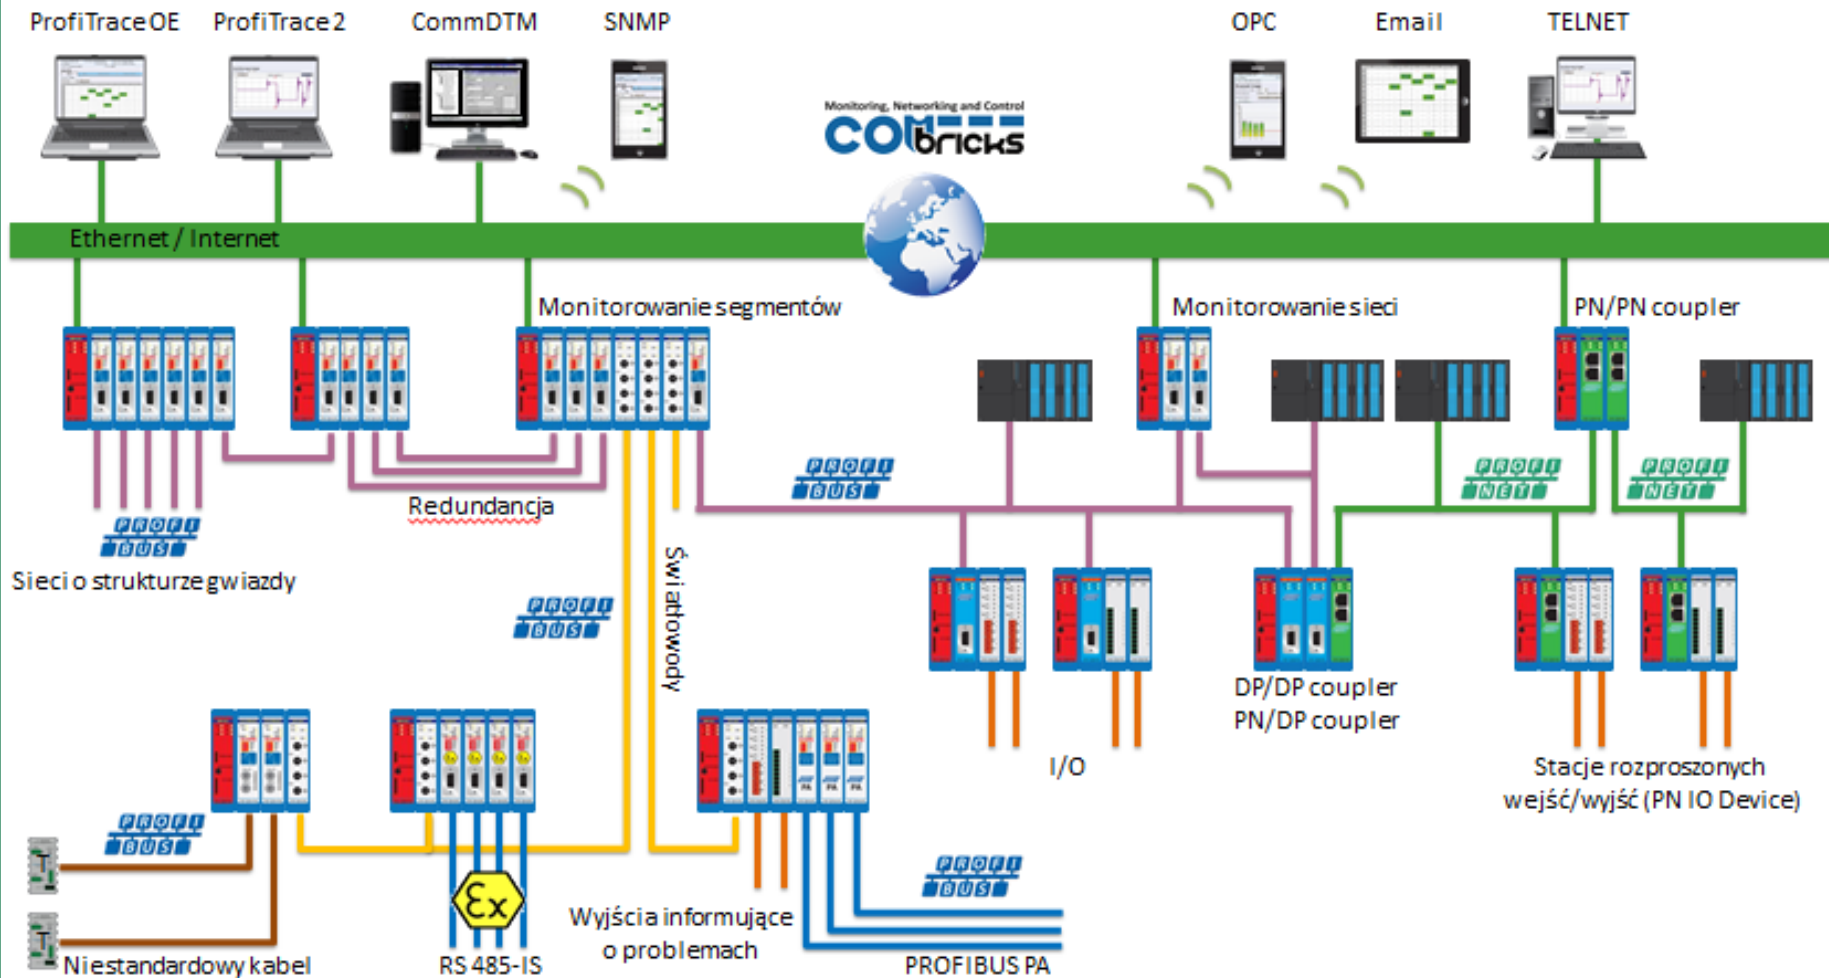 ProfiTrace OE
ProfiTrace 2
CommDTM
SNMP
OPC
Email
TELNET
Monitoring, Networking and Control
COMbricks
Ethernet / Internet
Monitorowanie segmentów
Monitorowanie sieci
PN/PN coupler
PROFI
BUS
PROFI
NET
PROFI
NET
Redundancja
PROFI
BUS
Sieci o strukturze gwiazdy
Światłowody
PROFI
BUS
DP/DP coupler
PN/DP coupler
I/O
Stacje rozproszonych
wejść/wyjść (PN IO Device)
PA
PA
PA
PROFI
BUS
Ex
PROFI
BUS
Wyjścia informujące
o problemach
Niestandardowy kabel
RS 485-IS
PROFIBUS PA